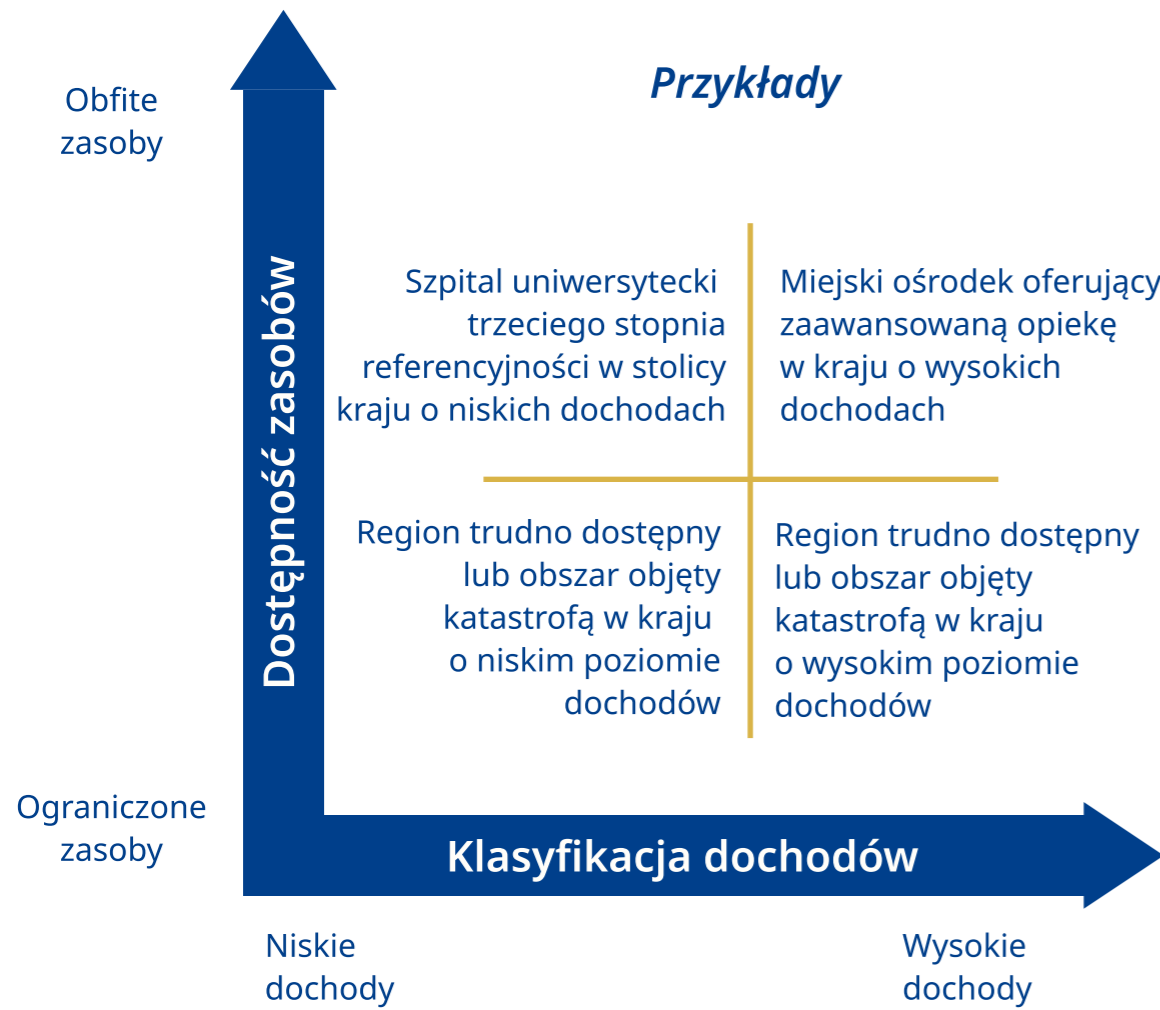 Przykłady
Obfite
zasoby
Dostępność zasobów
Szpital uniwersytecki
trzeciego stopnia
referencyjności w stolicy
kraju o niskich dochodach
Miejski ośrodek oferujący
zaawansowaną opiekę
w kraju o wysokich
dochodach
Region trudno dostępny
lub obszar objęty
katastrofą w kraju
o niskim poziomie
dochodów
Region trudno dostępny
lub obszar objęty
katastrofą w kraju
o wysokim poziomie
dochodów
Ograniczone
zasoby
Klasyfikacja dochodów
Niskie
dochody
Wysokie
dochody